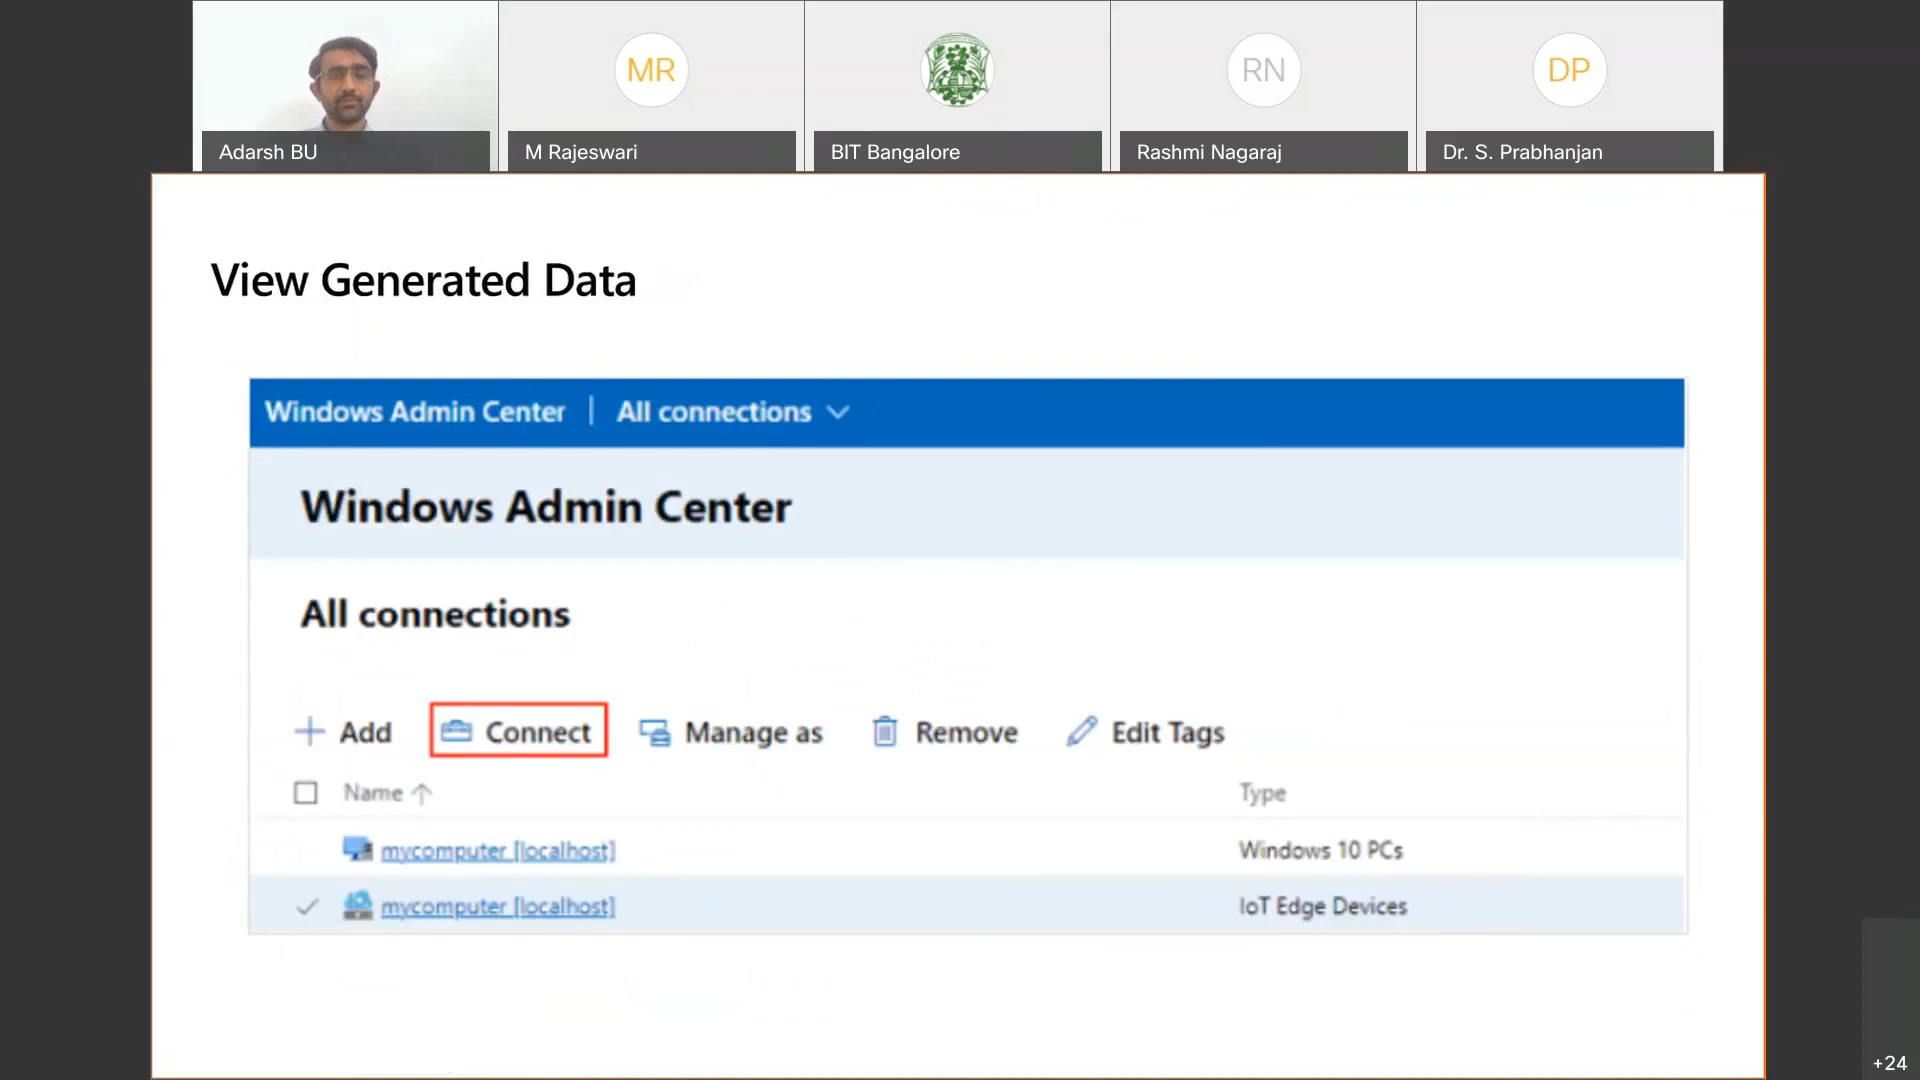 MR
RN
DP
Adarsh BU
M Rajeswari
BIT Bangalore
Rashmi Nagaraj
Dr. S. Prabhanjan
View Generated Data
Windows Admin Center | All connections
Windows Admin Center
All connections
Add Connect Manage as Remove Edit Tags
Name Type
mycomputer [localhost] Windows 10 PCs
mycomputer [localhost] IoT Edge Devices
+24